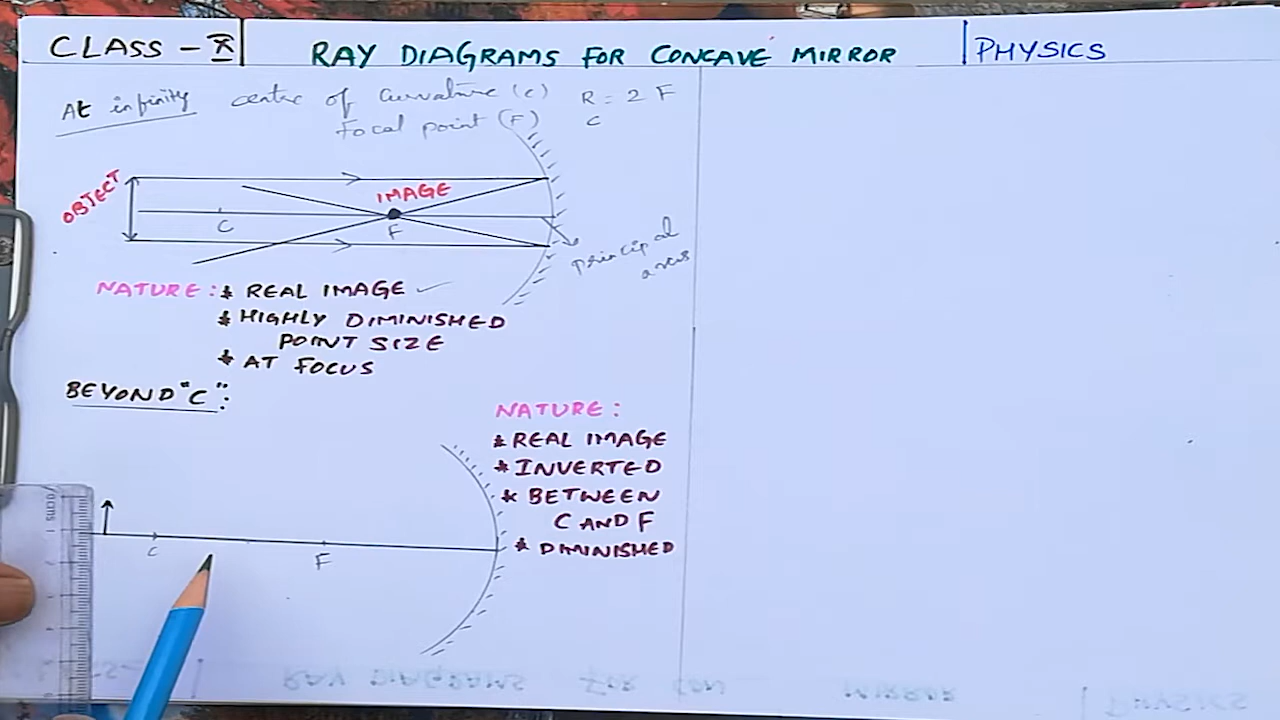 CLASS - X
RAY DIAGRAMS FOR CONCAVE MIRROR
PHYSICS
At infinity
centre of curvature (c)
R = 2 F
Focal point (F)
C
OBJECT
IMAGE
C
F
principal
axis
NATURE: * REAL IMAGE
* HIGHLY DIMINISHED
POINT SIZE
* AT FOCUS
BEYOND "C":
NATURE:
* REAL IMAGE
* INVERTED
* BETWEEN
C AND F
* DIMINISHED
C
F